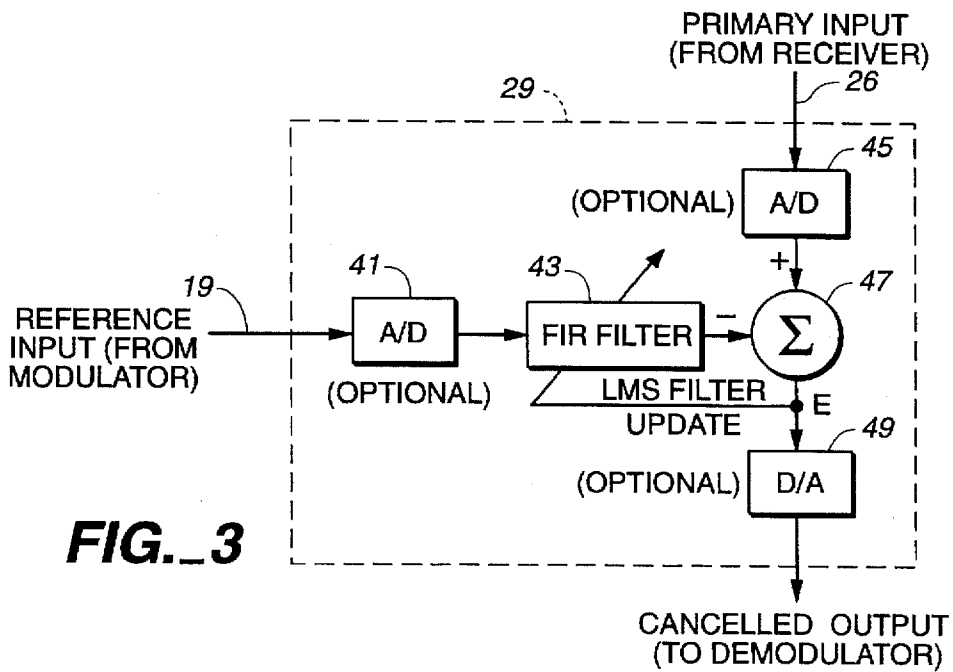 PRIMARY INPUT
(FROM RECEIVER)
29
26
45
(OPTIONAL)
A/D
+
19
41
43
47
REFERENCE
INPUT (FROM
MODULATOR)
A/D
FIR FILTER
−
Σ
(OPTIONAL)
LMS FILTER
UPDATE
E
49
(OPTIONAL)
D/A
FIG._3
CANCELLED OUTPUT
(TO DEMODULATOR)